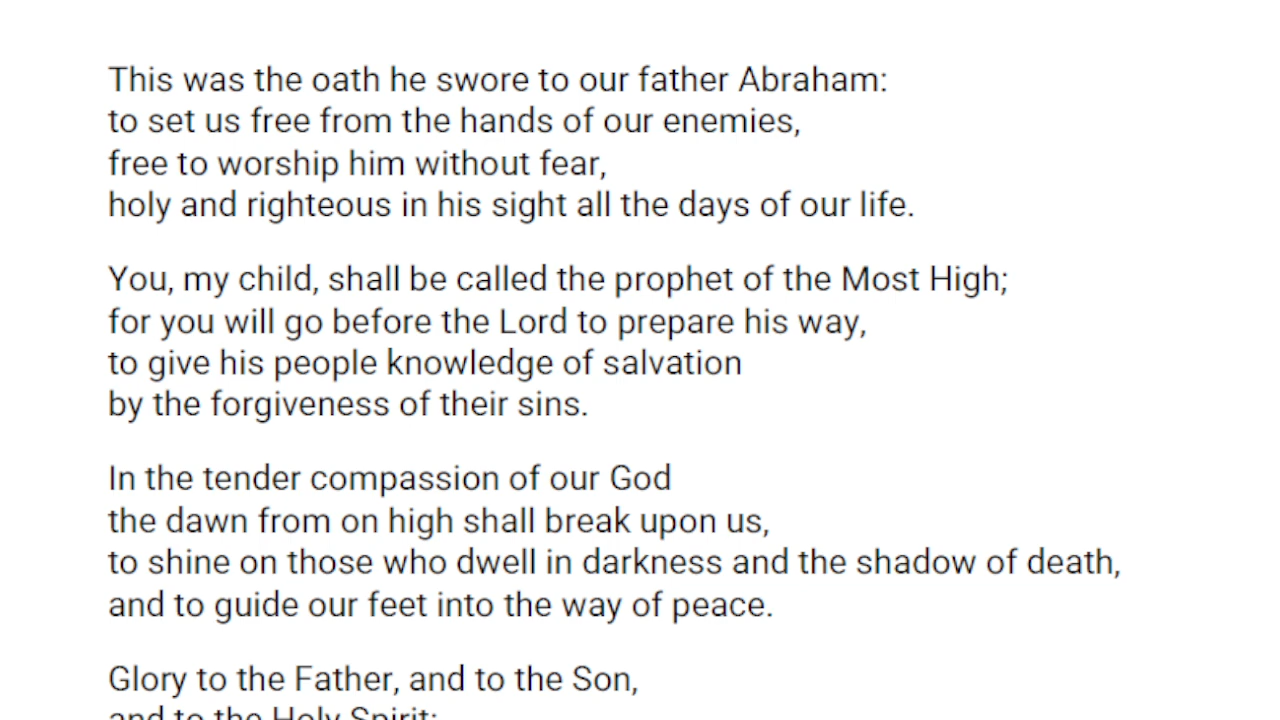 This was the oath he swore to our father Abraham:
to set us free from the hands of our enemies,
free to worship him without fear,
holy and righteous in his sight all the days of our life.
You, my child, shall be called the prophet of the Most High;
for you will go before the Lord to prepare his way,
to give his people knowledge of salvation
by the forgiveness of their sins.
In the tender compassion of our God
the dawn from on high shall break upon us,
to shine on those who dwell in darkness and the shadow of death,
and to guide our feet into the way of peace.
Glory to the Father, and to the Son,
and to the Holy Spirit: